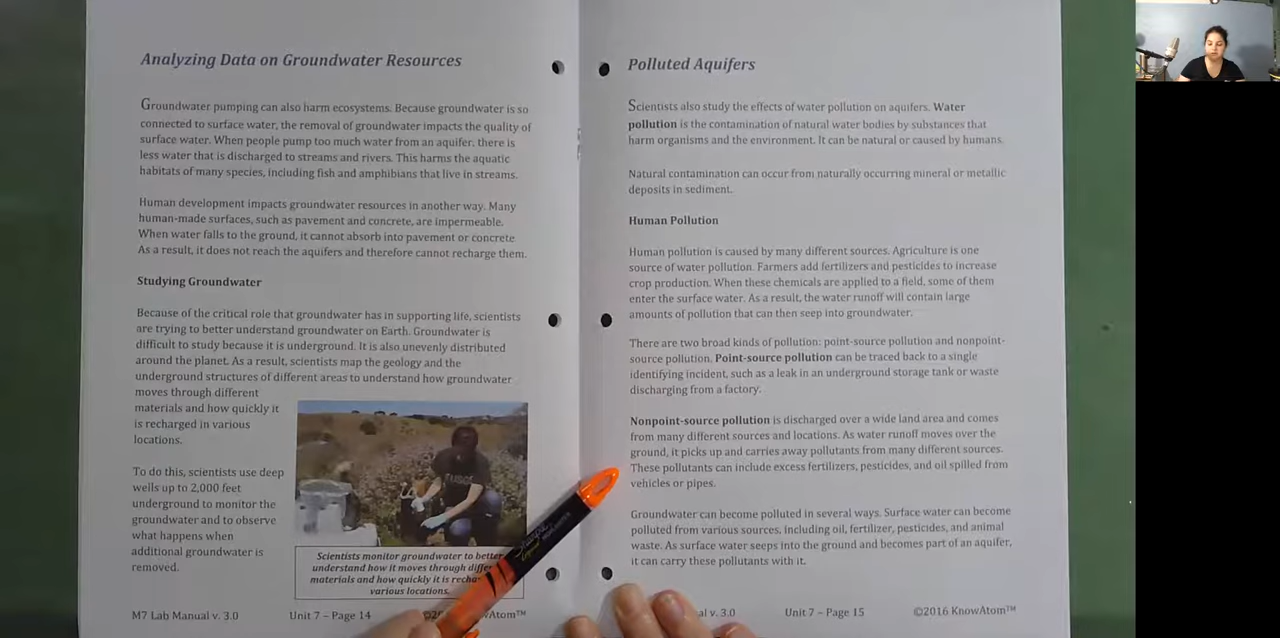 Analyzing Data on Groundwater Resources
Groundwater pumping can also harm ecosystems. Because groundwater is so
connected to surface water, the removal of groundwater impacts the quality of
surface water. When people pump too much water from an aquifer, there is
less water that is discharged to streams and rivers. This harms the aquatic
habitats of many species, including fish and amphibians that live in streams.
Human development impacts groundwater resources in another way. Many
human-made surfaces, such as pavement and concrete, are impermeable.
When water falls to the ground, it cannot absorb into pavement or concrete
As a result, it does not reach the aquifers and therefore cannot recharge them.
Studying Groundwater
Because of the critical role that groundwater has in supporting life, scientists
are trying to better understand groundwater on Earth. Groundwater is
difficult to study because it is underground. It is also unevenly distributed
around the planet. As a result, scientists map the geology and the
underground structures of different areas to understand how groundwater
moves through different
materials and how quickly it
is recharged in various
locations.
To do this, scientists use deep
wells up to 2,000 feet
underground to monitor the
groundwater and to observe
what happens when
additional groundwater is
removed.
Scientists monitor groundwater to better
understand how it moves through
materials and how quickly it is
various locations.
M7 Lab Manual v. 3.0 Unit 7 – Page 14
Polluted Aquifers
Scientists also study the effects of water pollution on aquifers. Water
pollution is the contamination of natural water bodies by substances that
harm organisms and the environment. It can be natural or caused by humans.
Natural contamination can occur from naturally occurring mineral or metallic
deposits in sediment.
Human Pollution
Human pollution is caused by many different sources. Agriculture is one
source of water pollution. Farmers add fertilizers and pesticides to increase
crop production. When these chemicals are applied to a field, some of them
enter the surface water. As a result, the water runoff will contain large
amounts of pollution that can then seep into groundwater.
There are two broad kinds of pollution: point-source pollution and nonpoint-
source pollution. Point-source pollution can be traced back to a single
identifying incident, such as a leak in an underground storage tank or waste
discharging from a factory.
Nonpoint-source pollution is discharged over a wide land area and comes
from many different sources and locations. As water runoff moves over the
ground, it picks up and carries away pollutants from many different sources.
These pollutants can include excess fertilizers, pesticides, and oil spilled from
vehicles or pipes.
Groundwater can become polluted in several ways. Surface water can become
polluted from various sources, including oil, fertilizer, pesticides, and animal
waste. As surface water seeps into the ground and becomes part of an aquifer,
it can carry these pollutants with it.
v. 3.0 Unit 7 – Page 15 ©2016 KnowAtom™